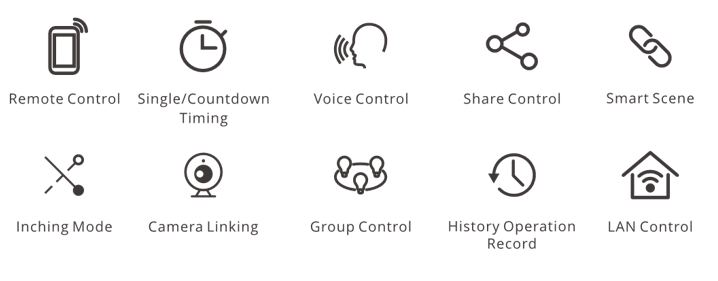 Remote Control
Single/Countdown
Timing
Voice Control
Share Control
Smart Scene
Inching Mode
Camera Linking
Group Control
History Operation
Record
LAN Control